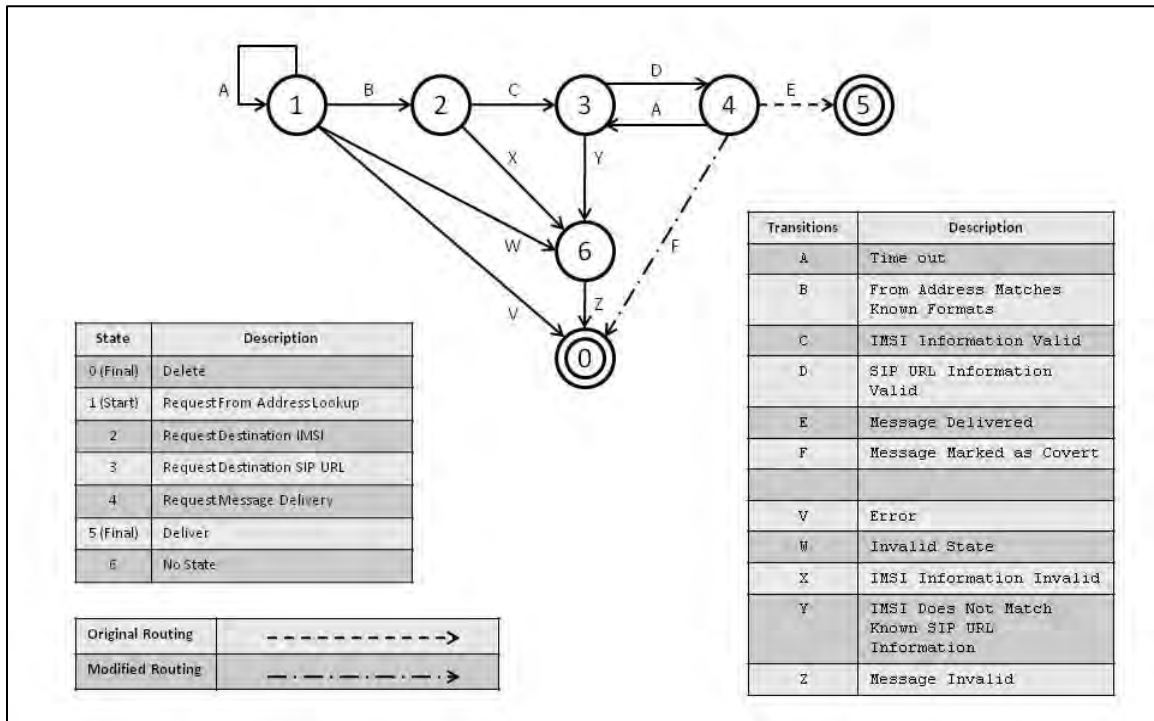 A
1
B
2
C
3
D
A
4
E
5
X
Y
W
6
F
V
Z
0
State Description
0 (Final) Delete
1 (Start) Request From Address Lookup
2 Request Destination IMSI
3 Request Destination SIP URL
4 Request Message Delivery
5 (Final) Deliver
6 No State
Original Routing
Modified Routing
Transitions Description
A Time out
B From Address Matches
Known Formats
C IMSI Information Valid
D SIP URL Information
Valid
E Message Delivered
F Message Marked as Covert
V Error
W Invalid State
X IMSI Information Invalid
Y IMSI Does Not Match
Known SIP URL
Information
Z Message Invalid